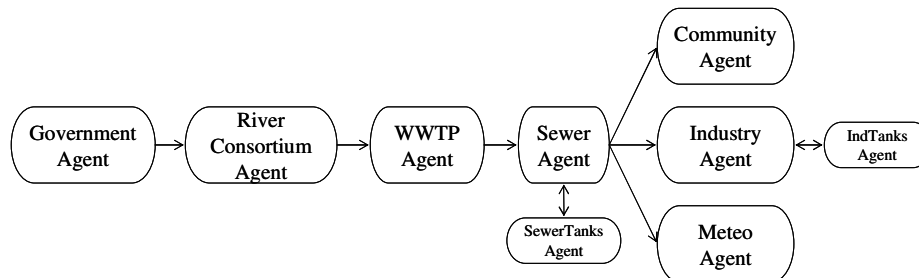 Government
Agent
River
Consortium
Agent
WWTP
Agent
Sewer
Agent
SewerTanks
Agent
Community
Agent
Industry
Agent
IndTanks
Agent
Meteo
Agent